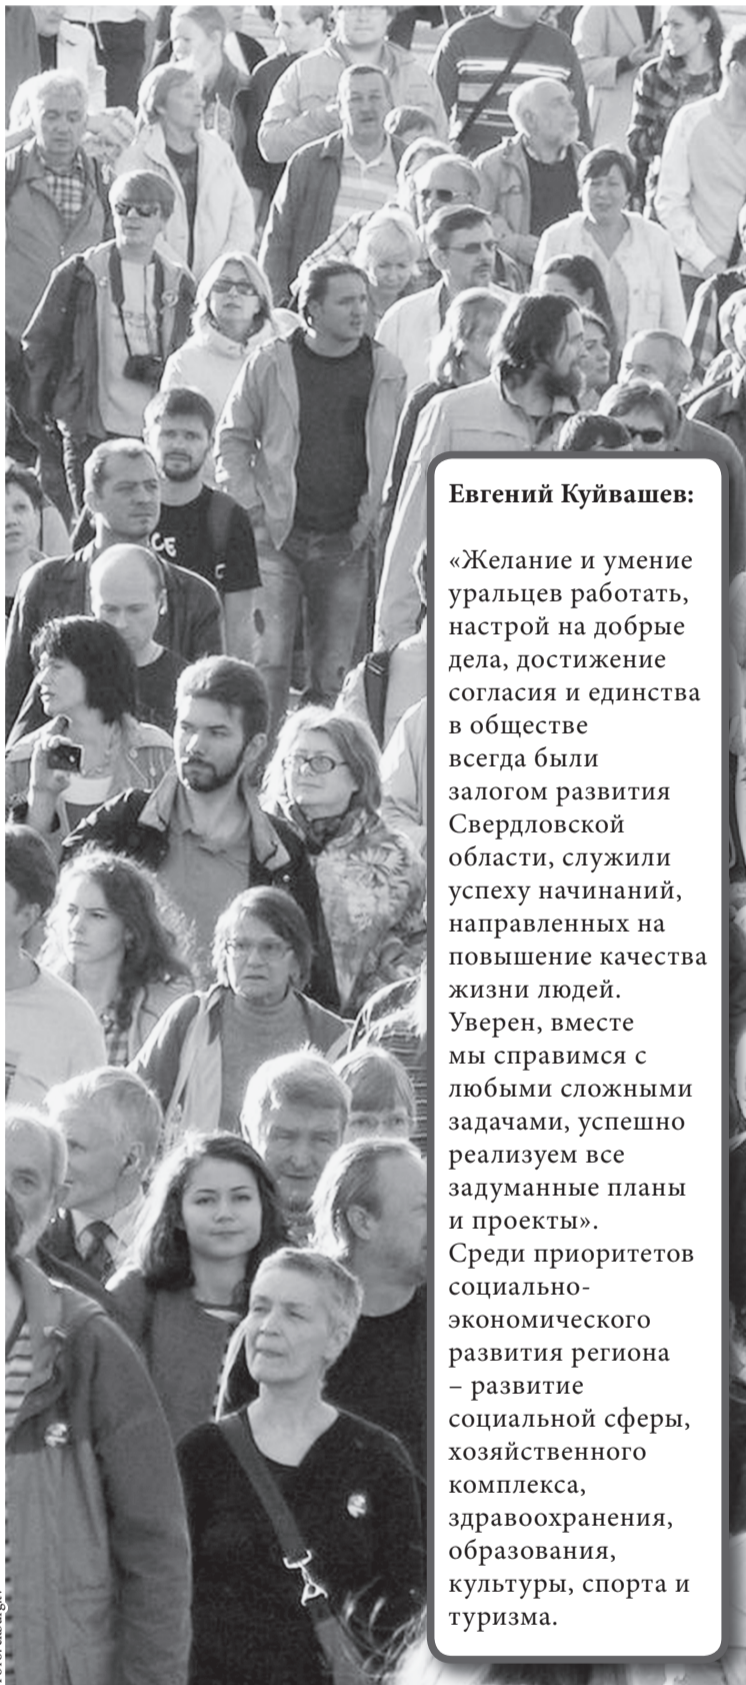 Евгений Куйвашев:
«Желание и умение
уральцев работать,
настрой на добрые
дела, достижение
согласия и единства
в обществе
всегда были
залогом развития
Свердловской
области, служили
успеху начинаний,
направленных на
повышение качества
жизни людей.
Уверен, вместе
мы справимся с
любыми сложными
задачами, успешно
реализуем все
задуманные планы
и проекты».
Среди приоритетов
социально-
экономического
развития региона
– развитие
социальной сферы,
хозяйственного
комплекса,
здравоохранения,
образования,
культуры, спорта и
туризма.